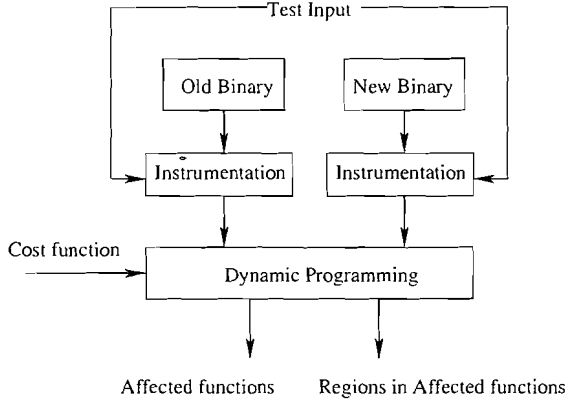 Test Input
Old Binary
New Binary
Instrumentation
Instrumentation
Cost function
Dynamic Programming
Affected functions
Regions in Affected functions